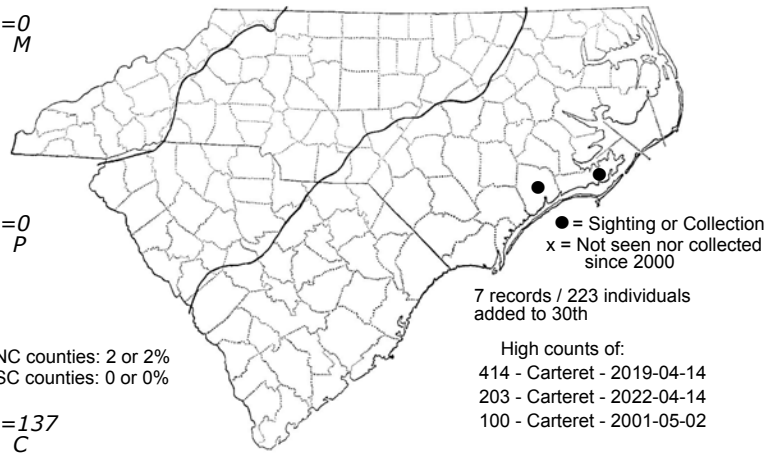 =0
M
=0
P
● = Sighting or Collection
x = Not seen nor collected
since 2000
7 records / 223 individuals
added to 30th
NC counties: 2 or 2%
SC counties: 0 or 0%
High counts of:
414 - Carteret - 2019-04-14
203 - Carteret - 2022-04-14
100 - Carteret - 2001-05-02
=137
C